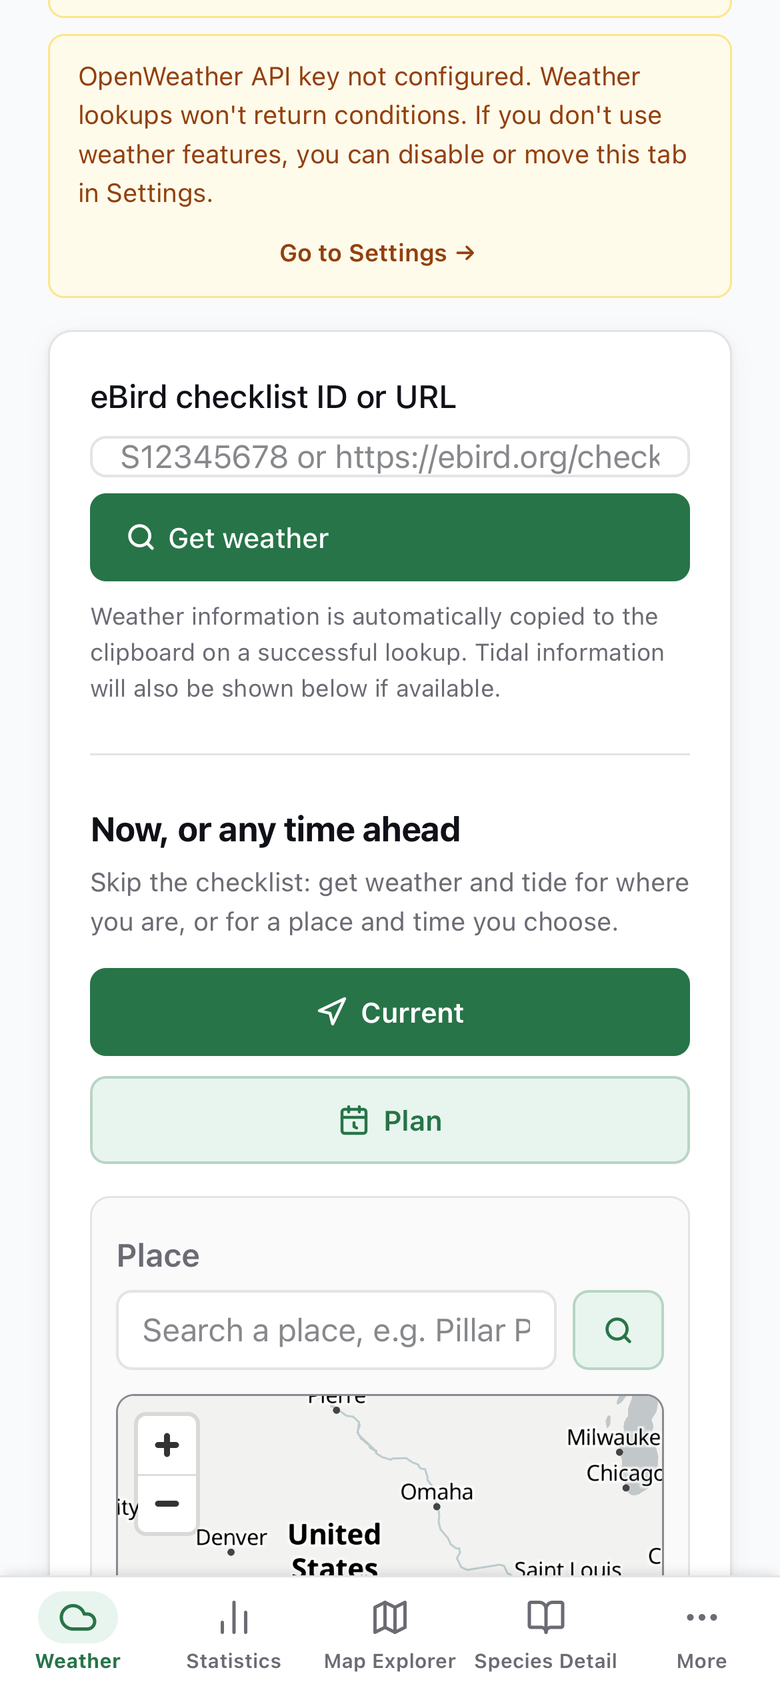 OpenWeather API key not configured. Weather
lookups won't return conditions. If you don't use
weather features, you can disable or move this tab
in Settings.
Go to Settings →
eBird checklist ID or URL
S12345678 or https://ebird.org/check
Get weather
Weather information is automatically copied to the
clipboard on a successful lookup. Tidal information
will also be shown below if available.
Now, or any time ahead
Skip the checklist: get weather and tide for where
you are, or for a place and time you choose.
Current
Plan
Place
Search a place, e.g. Pillar P
Pierre
Milwauke
Chicago
Omaha
ity
Denver
United
States
Saint Louis
C
Weather
Statistics
Map Explorer
Species Detail
More